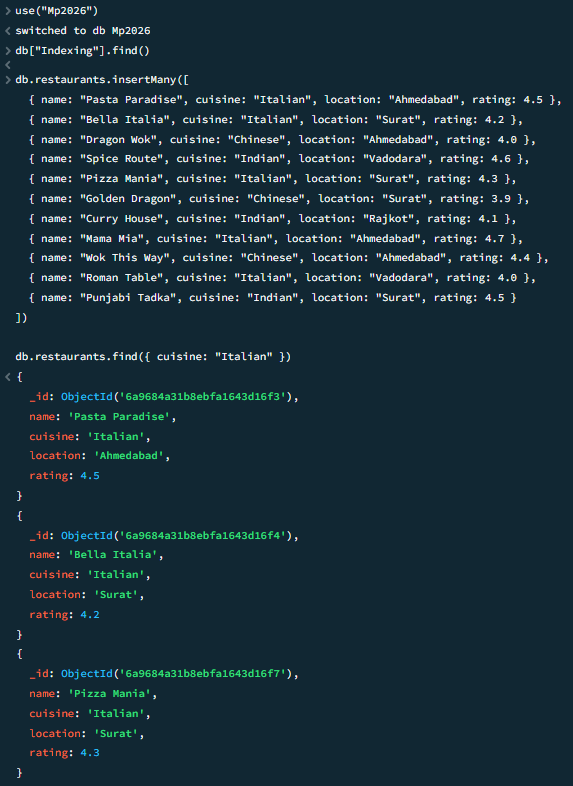 > use("Mp2026")
< switched to db Mp2026
> db["Indexing"].find()
<
> db.restaurants.insertMany([
  { name: "Pasta Paradise", cuisine: "Italian", location: "Ahmedabad", rating: 4.5 },
  { name: "Bella Italia", cuisine: "Italian", location: "Surat", rating: 4.2 },
  { name: "Dragon Wok", cuisine: "Chinese", location: "Ahmedabad", rating: 4.0 },
  { name: "Spice Route", cuisine: "Indian", location: "Vadodara", rating: 4.6 },
  { name: "Pizza Mania", cuisine: "Italian", location: "Surat", rating: 4.3 },
  { name: "Golden Dragon", cuisine: "Chinese", location: "Surat", rating: 3.9 },
  { name: "Curry House", cuisine: "Indian", location: "Rajkot", rating: 4.1 },
  { name: "Mama Mia", cuisine: "Italian", location: "Ahmedabad", rating: 4.7 },
  { name: "Wok This Way", cuisine: "Chinese", location: "Ahmedabad", rating: 4.4 },
  { name: "Roman Table", cuisine: "Italian", location: "Vadodara", rating: 4.0 },
  { name: "Punjabi Tadka", cuisine: "Indian", location: "Surat", rating: 4.5 }
])

db.restaurants.find({ cuisine: "Italian" })
< {
  _id: ObjectId('6a9684a31b8ebfa1643d16f3'),
  name: 'Pasta Paradise',
  cuisine: 'Italian',
  location: 'Ahmedabad',
  rating: 4.5
}
{
  _id: ObjectId('6a9684a31b8ebfa1643d16f4'),
  name: 'Bella Italia',
  cuisine: 'Italian',
  location: 'Surat',
  rating: 4.2
}
{
  _id: ObjectId('6a9684a31b8ebfa1643d16f7'),
  name: 'Pizza Mania',
  cuisine: 'Italian',
  location: 'Surat',
  rating: 4.3
}